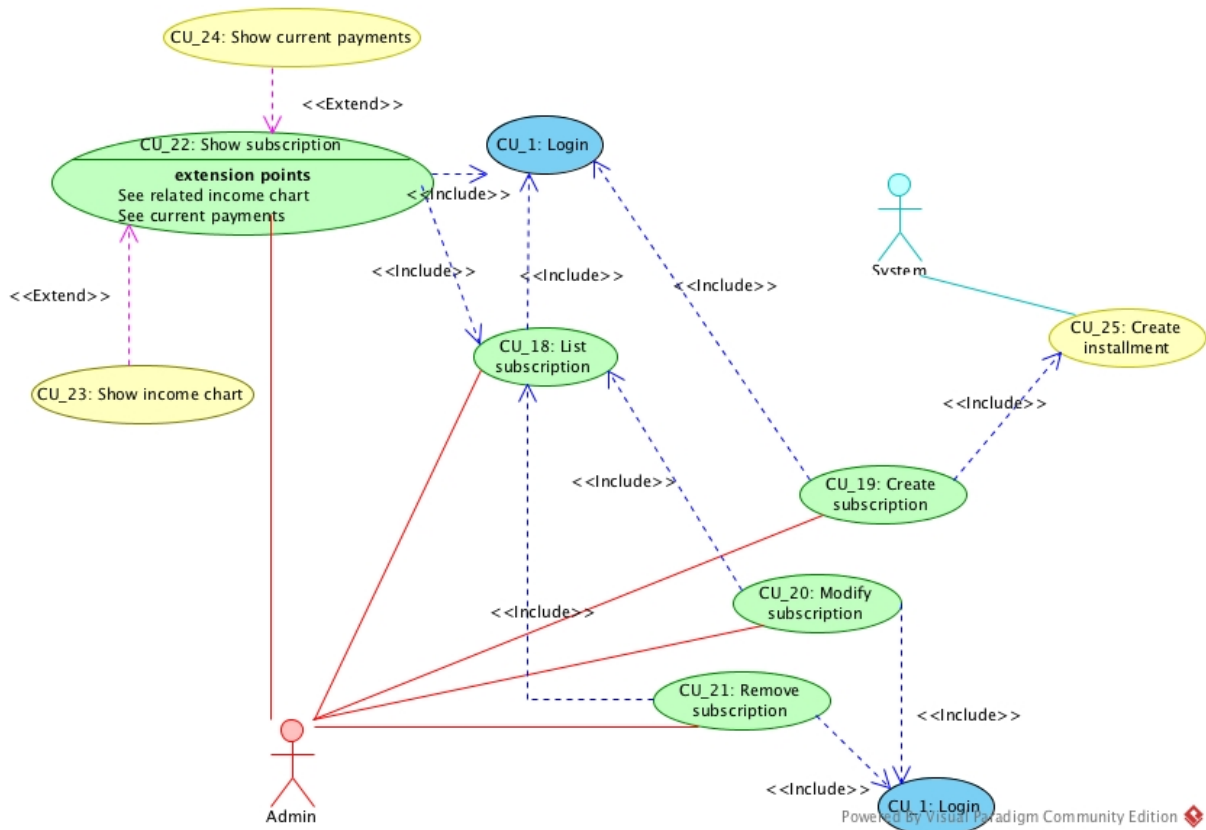 CU_24: Show current payments
<<Extend>>
CU_22: Show subscription
extension points
See related income chart
See current payments
CU_1: Login
<<Include>>
<<Include>>
<<Include>>
<<Include>>
System
<<Extend>>
CU_25: Create
installment
CU_18: List
subscription
CU_23: Show income chart
<<Include>>
<<Include>>
CU_19: Create
subscription
CU_20: Modify
subscription
<<Include>>
CU_21: Remove
subscription
<<Include>>
<<Include>>
CU_1: Login
Admin
Powered By Visual Paradigm Community Edition